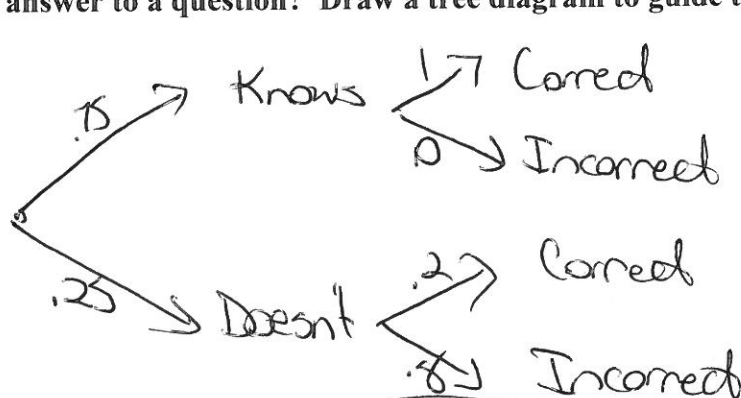 answer to a question? Draw a tree diagram to guide t
1 Correct
.75 Knows
0 Incorrect
.2 Correct
.25 Doesn't
.8 Incorrect